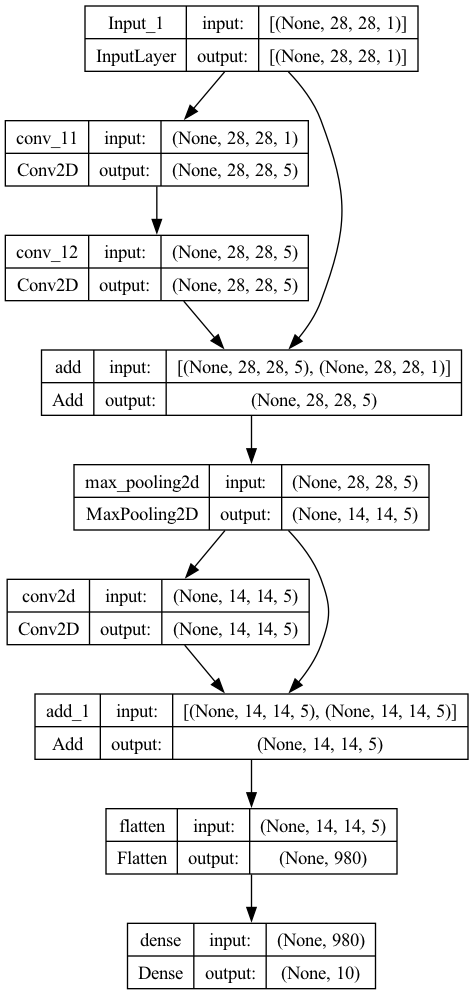 Input_1 input: [(None, 28, 28, 1)]
InputLayer output: [(None, 28, 28, 1)]
conv_11 input: (None, 28, 28, 1)
Conv2D output: (None, 28, 28, 5)
conv_12 input: (None, 28, 28, 5)
Conv2D output: (None, 28, 28, 5)
add input: [(None, 28, 28, 5), (None, 28, 28, 1)]
Add output: (None, 28, 28, 5)
max_pooling2d input: (None, 28, 28, 5)
MaxPooling2D output: (None, 14, 14, 5)
conv2d input: (None, 14, 14, 5)
Conv2D output: (None, 14, 14, 5)
add_1 input: [(None, 14, 14, 5), (None, 14, 14, 5)]
Add output: (None, 14, 14, 5)
flatten input: (None, 14, 14, 5)
Flatten output: (None, 980)
dense input: (None, 980)
Dense output: (None, 10)